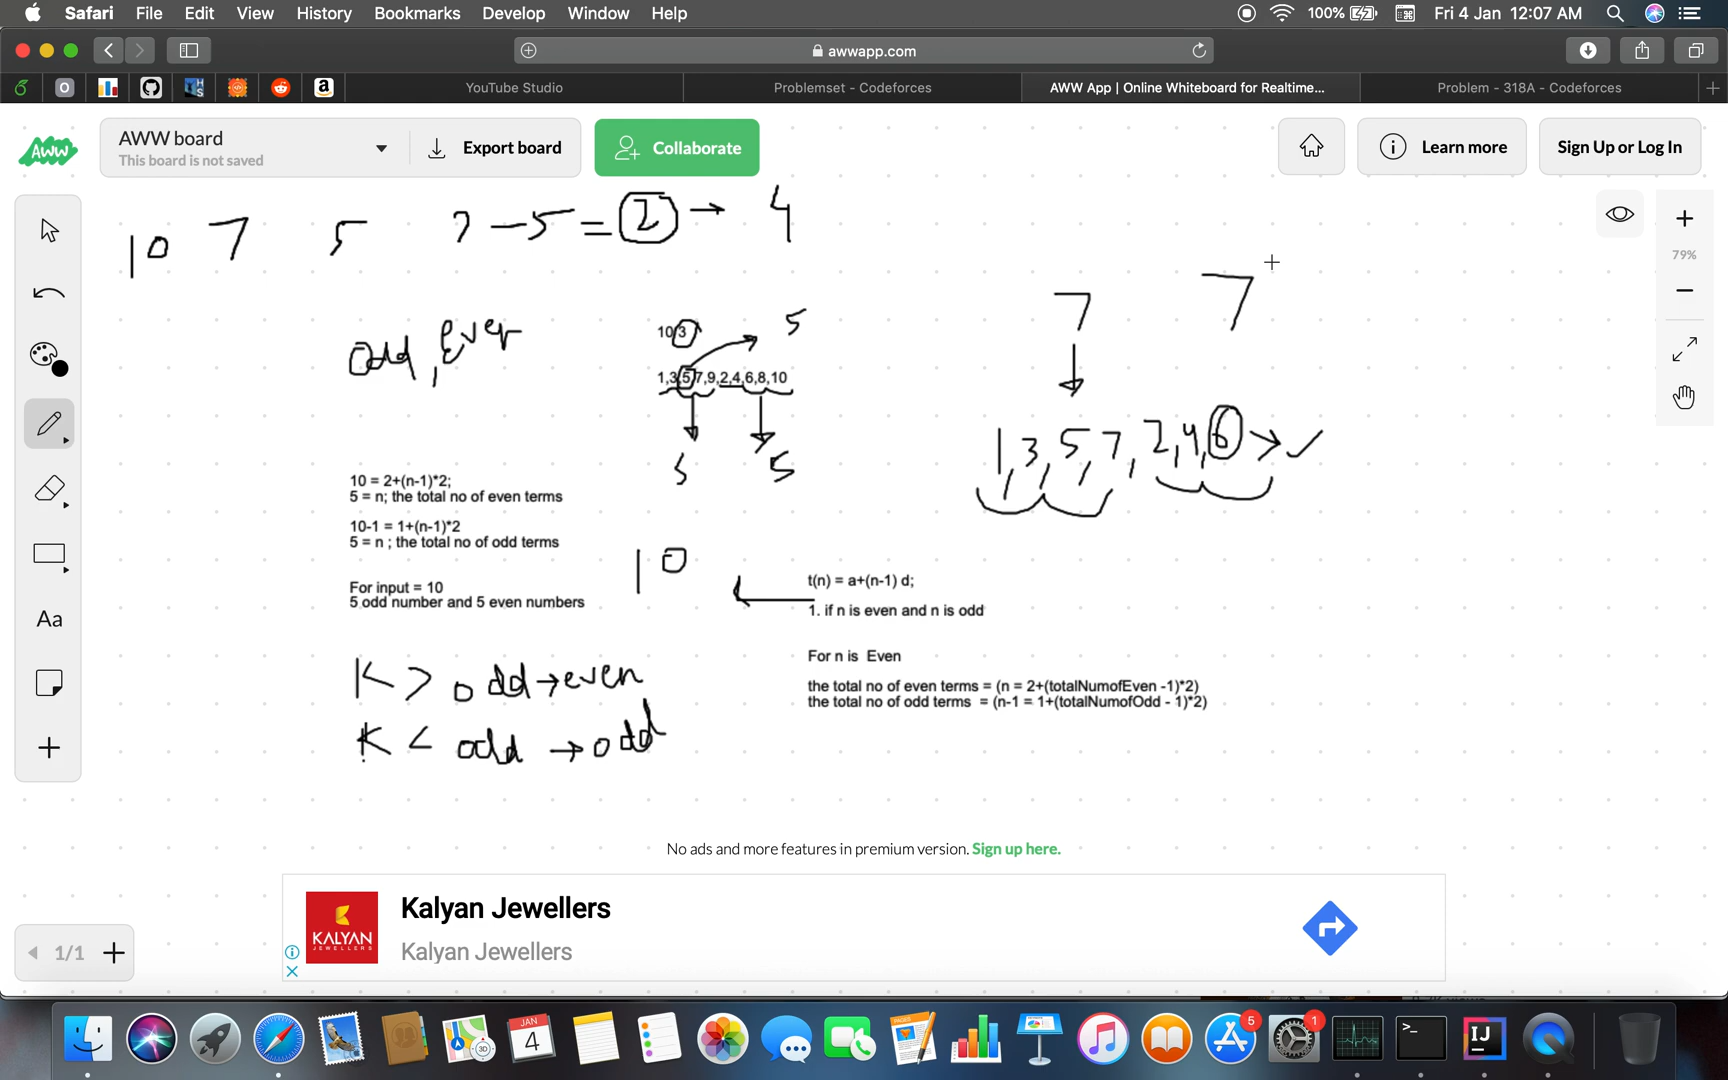 Safari File Edit View History Bookmarks Develop Window Help 100% Fri 4 Jan 12:07 AM
awwapp.com
YouTube Studio Problemset - Codeforces AWW App | Online Whiteboard for Realtime... Problem - 318A - Codeforces
AWW
AWW board
This board is not saved
Export board
Collaborate
Learn more
Sign Up or Log In
79%
10 7 5 7 - 5 = 2 → 4
odd, Even
10 3 5
1,3,5,7,9,2,4,6,8,10
5 5
7 7
1,3,5,7,2,4,6
10 = 2+(n-1)*2;
5 = n; the total no of even terms
10-1 = 1+(n-1)*2
5 = n ; the total no of odd terms
For input = 10
5 odd number and 5 even numbers
10
t(n) = a+(n-1) d;
1. if n is even and n is odd
For n is Even
the total no of even terms = (n = 2+(totalNumofEven -1)*2)
the total no of odd terms = (n-1 = 1+(totalNumofOdd - 1)*2)
K > odd → even
K < odd → odd
Aa
No ads and more features in premium version. Sign up here.
Kalyan Jewellers
Kalyan Jewellers
KALYAN
JEWELLERS
1/1
JAN
4
3D
5
1
IJ